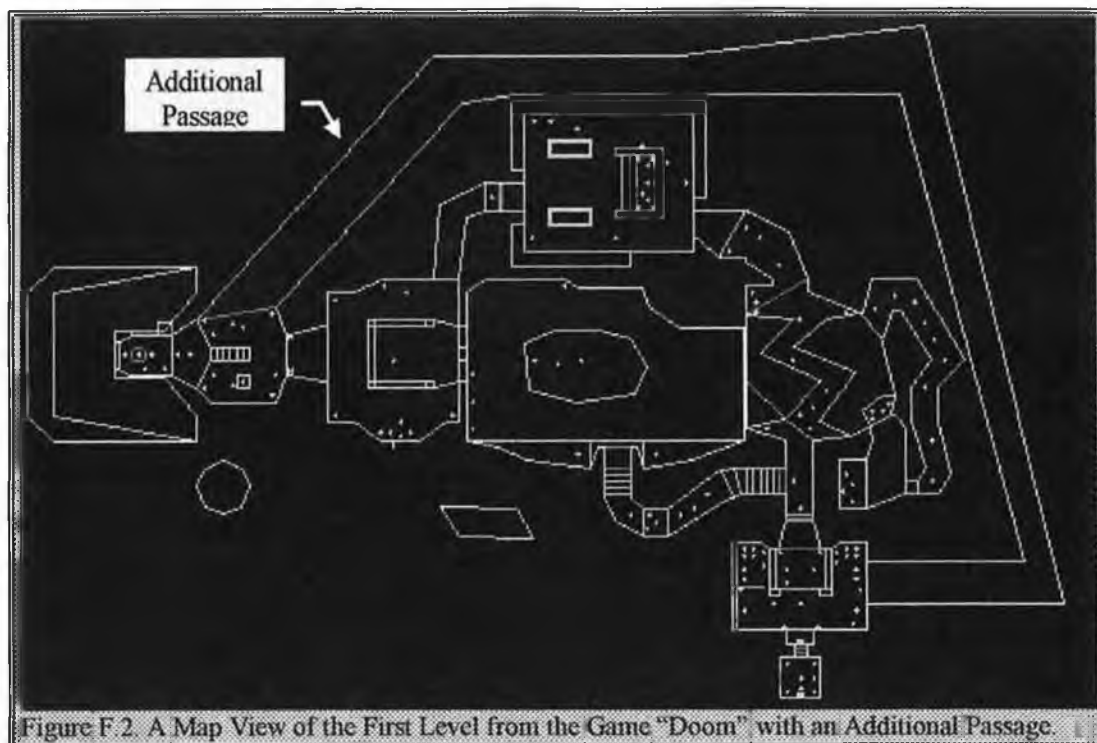 Additional
Passage
Figure F.2. A Map View of the First Level from the Game "Doom" with an Additional Passage.